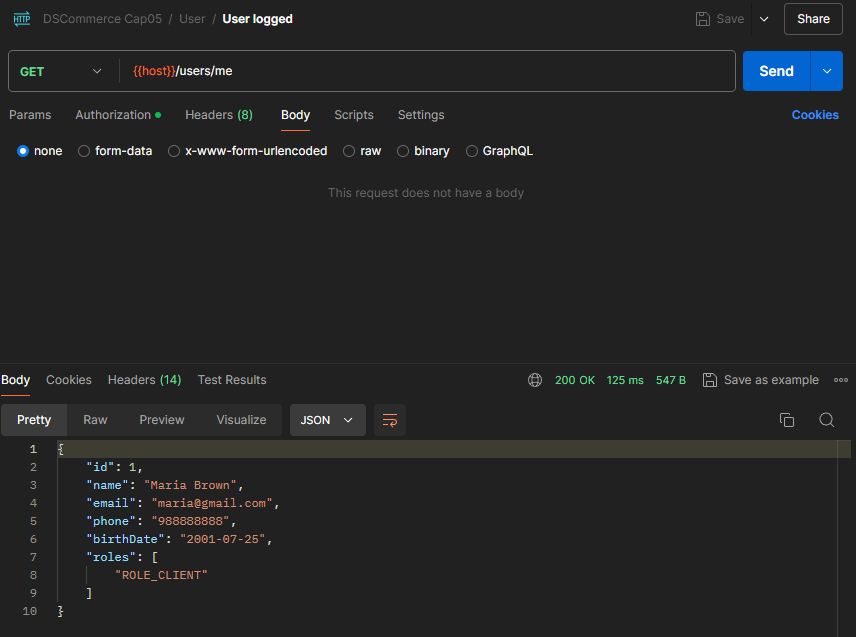 HTTP DSCommerce Cap05 / User / User logged Save Share
GET {{host}}/users/me Send
Params Authorization Headers (8) Body Scripts Settings Cookies
none form-data x-www-form-urlencoded raw binary GraphQL
This request does not have a body
Body Cookies Headers (14) Test Results 200 OK 125 ms 547 B Save as example
Pretty Raw Preview Visualize JSON
1 {
2 "id": 1,
3 "name": "Maria Brown",
4 "email": "maria@gmail.com",
5 "phone": "988888888",
6 "birthDate": "2001-07-25",
7 "roles": [
8 "ROLE_CLIENT"
9 ]
10 }